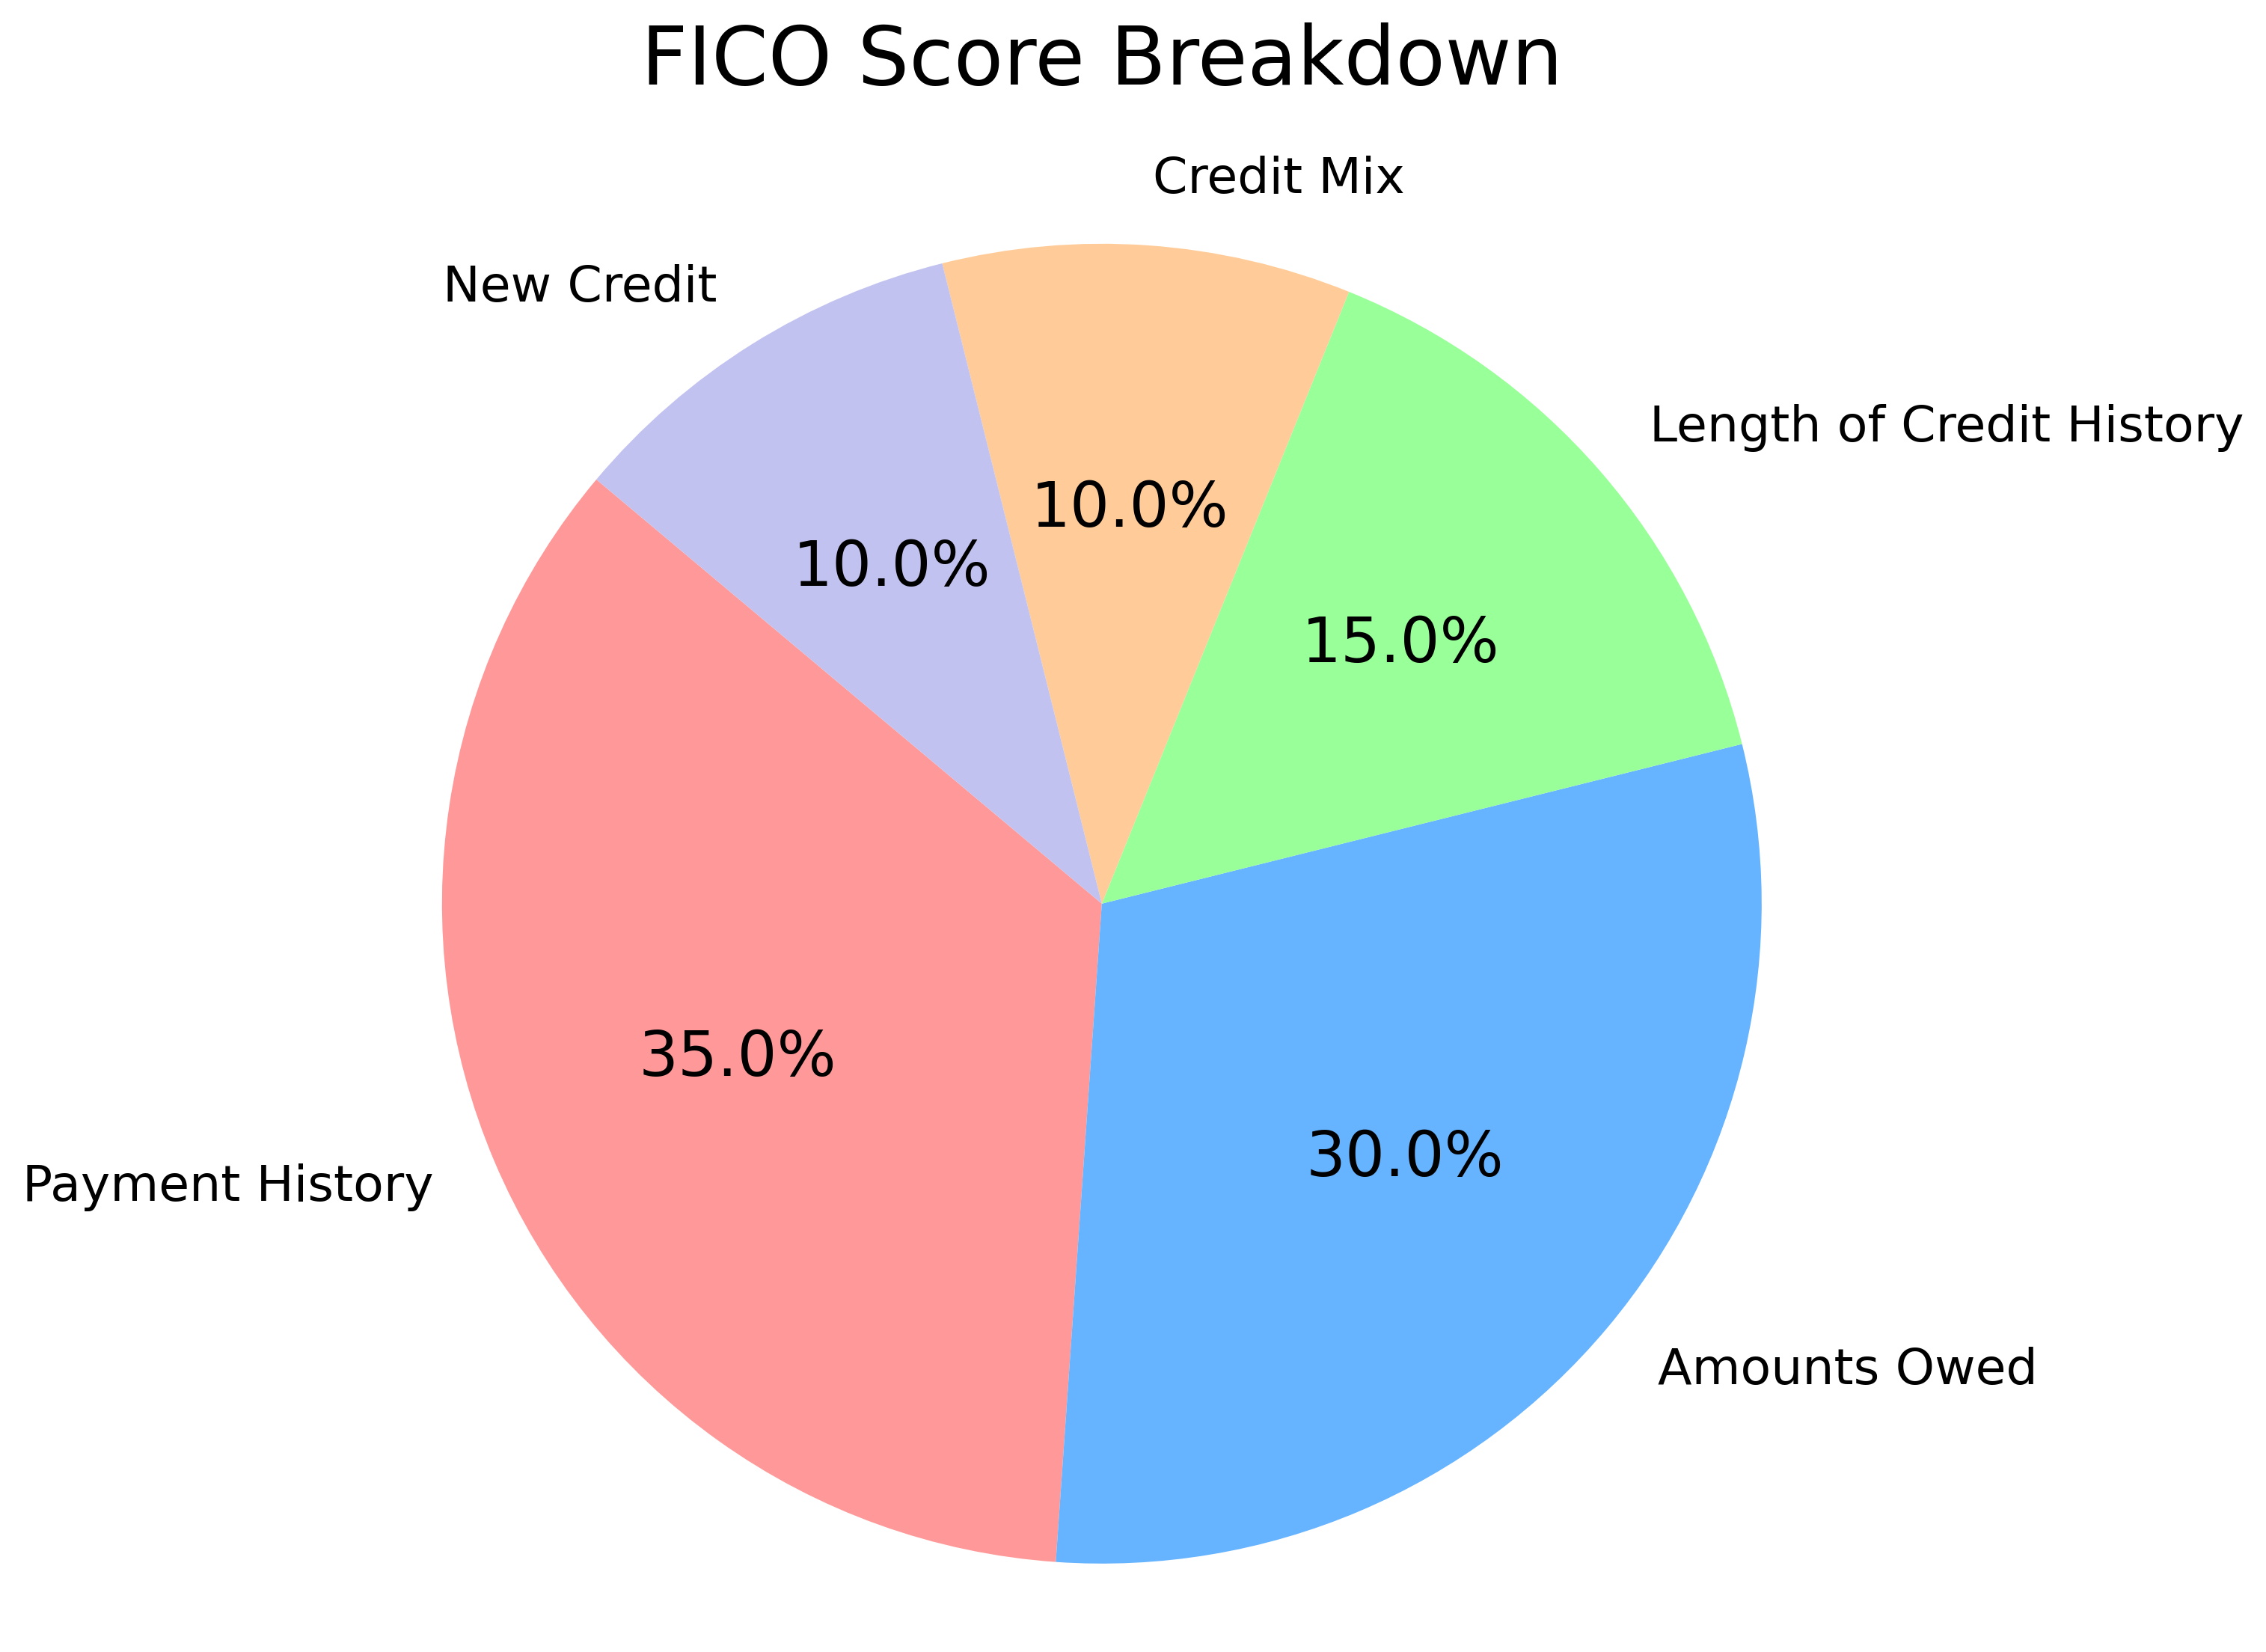 FICO Score Breakdown
Credit Mix
New Credit
Length of Credit History
10.0%
10.0%
15.0%
35.0%
30.0%
Payment History
Amounts Owed